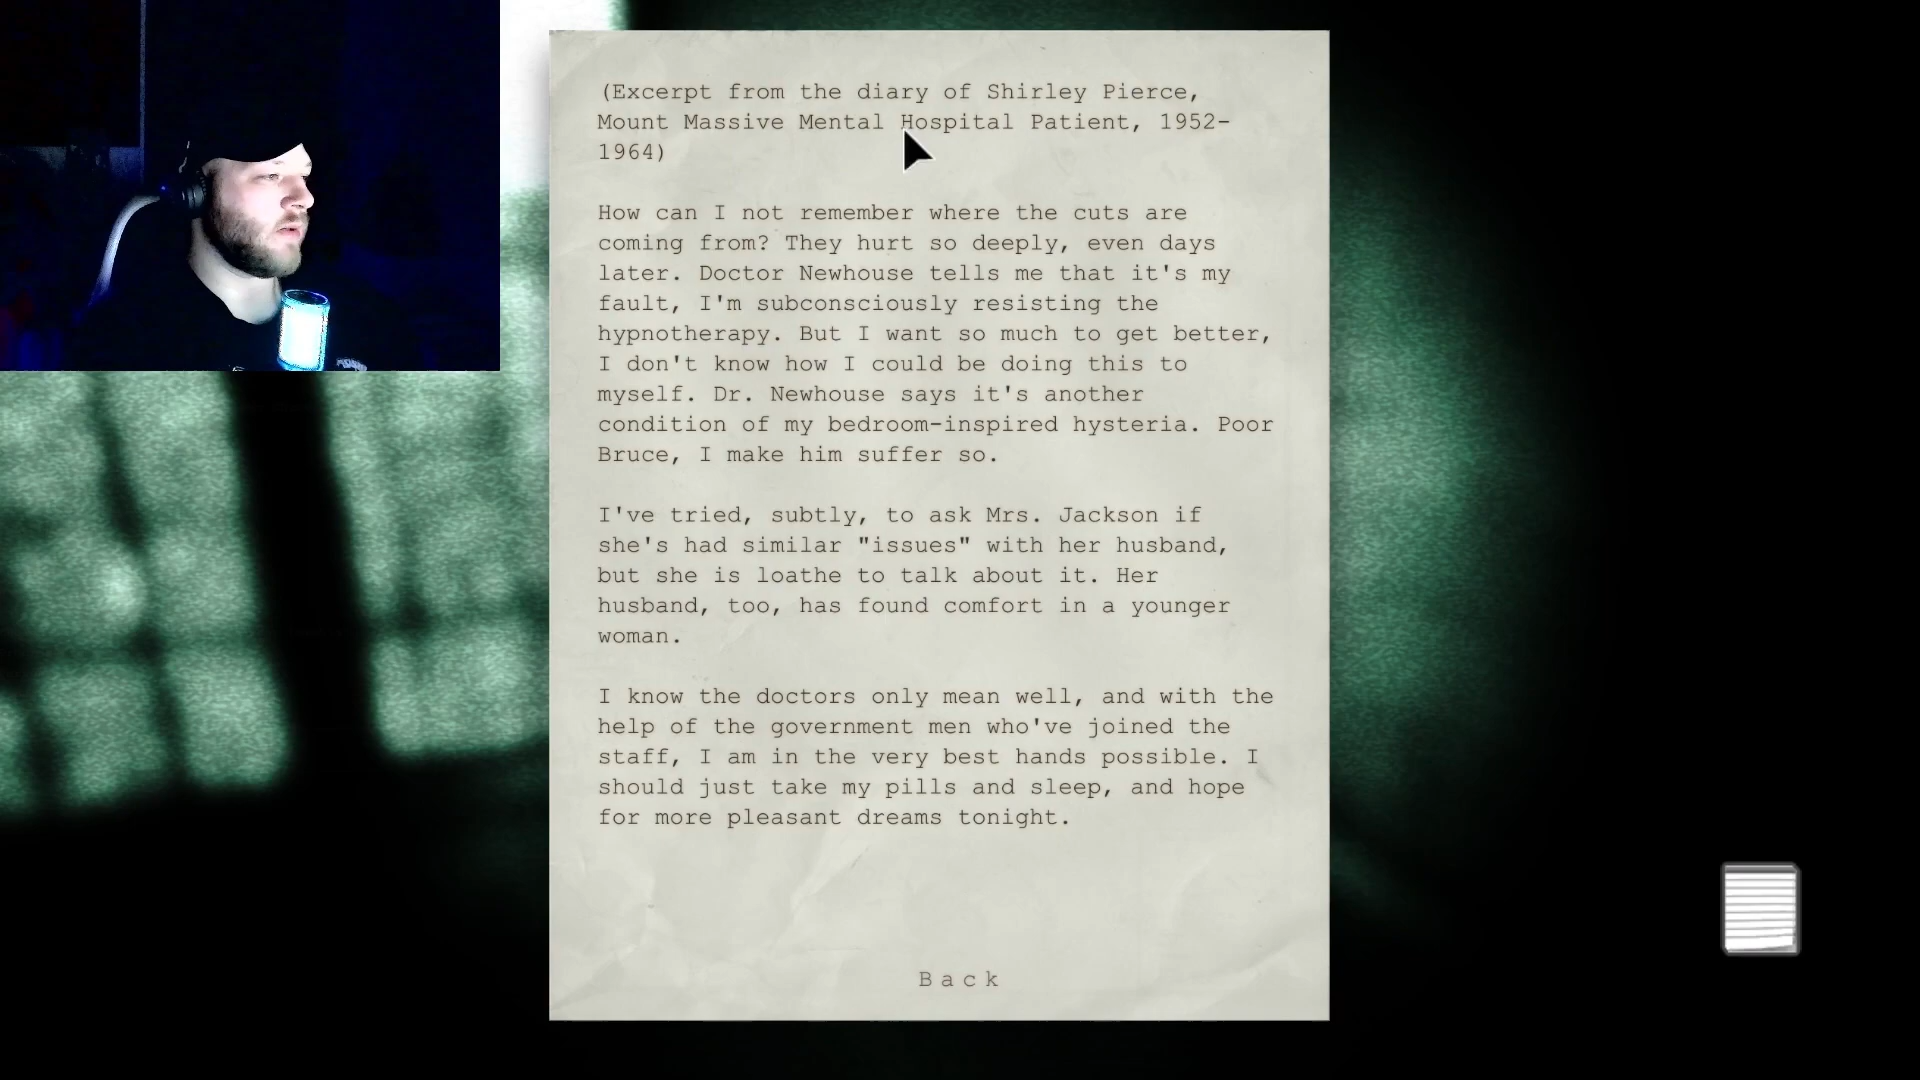 (Excerpt from the diary of Shirley Pierce,
Mount Massive Mental Hospital Patient, 1952-
1964)
How can I not remember where the cuts are
coming from? They hurt so deeply, even days
later. Doctor Newhouse tells me that it's my
fault, I'm subconsciously resisting the
hypnotherapy. But I want so much to get better,
I don't know how I could be doing this to
myself. Dr. Newhouse says it's another
condition of my bedroom-inspired hysteria. Poor
Bruce, I make him suffer so.
I've tried, subtly, to ask Mrs. Jackson if
she's had similar "issues" with her husband,
but she is loathe to talk about it. Her
husband, too, has found comfort in a younger
woman.
I know the doctors only mean well, and with the
help of the government men who've joined the
staff, I am in the very best hands possible. I
should just take my pills and sleep, and hope
for more pleasant dreams tonight.
Back